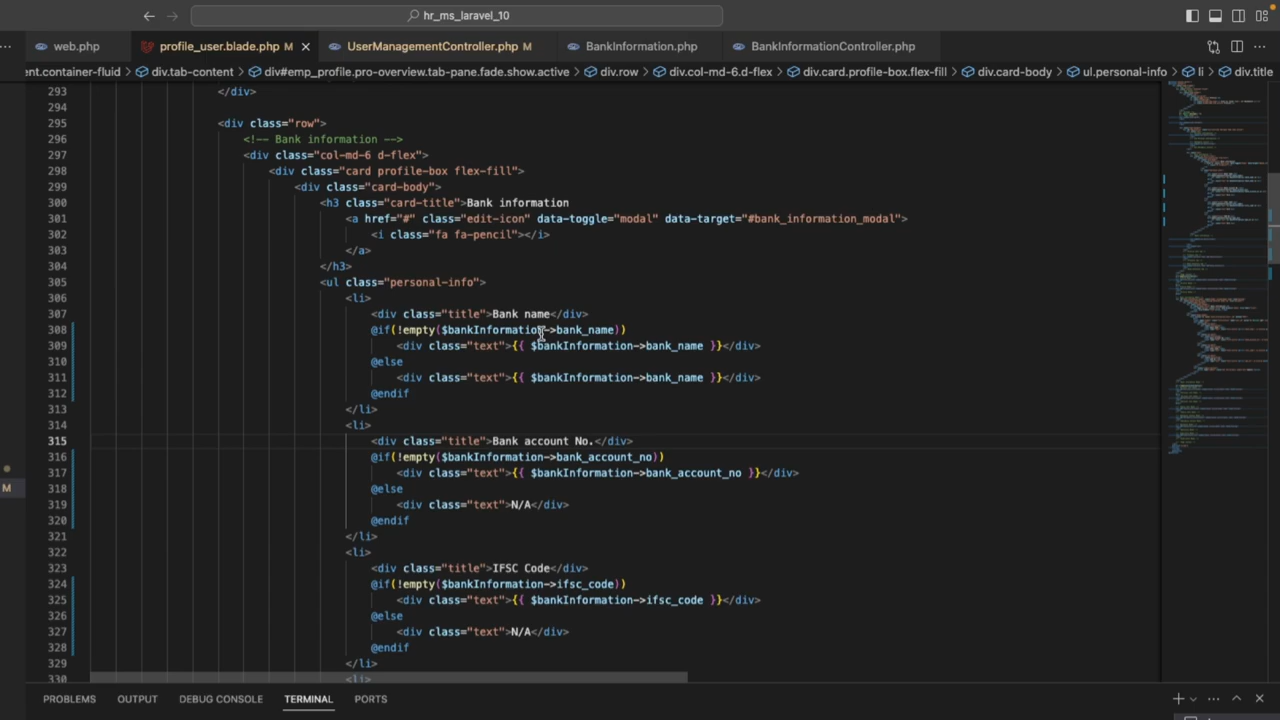 hr_ms_laravel_10
web.php
profile_user.blade.php M
UserManagementController.php M
BankInformation.php
BankInformationController.php
ent.container-fluid > div.tab-content > div#emp_profile.pro-overview.tab-pane.fade.show.active > div.row > div.col-md-6.d-flex > div.card.profile-box.flex-fill > div.card-body > ul.personal-info > li > div.title
293 </div>
294
295 <div class="row">
296 <!-- Bank information -->
297 <div class="col-md-6 d-flex">
298 <div class="card profile-box flex-fill">
299 <div class="card-body">
300 <h3 class="card-title">Bank information
301 <a href="#" class="edit-icon" data-toggle="modal" data-target="#bank_information_modal">
302 <i class="fa fa-pencil"></i>
303 </a>
304 </h3>
305 <ul class="personal-info">
306 <li>
307 <div class="title">Bank name</div>
308 @if(!empty($bankInformation->bank_name))
309 <div class="text">{{ $bankInformation->bank_name }}</div>
310 @else
311 <div class="text">{{ $bankInformation->bank_name }}</div>
312 @endif
313 </li>
314 <li>
315 <div class="title">Bank account No.</div>
316 @if(!empty($bankInformation->bank_account_no))
317 <div class="text">{{ $bankInformation->bank_account_no }}</div>
318 @else
319 <div class="text">N/A</div>
320 @endif
321 </li>
322 <li>
323 <div class="title">IFSC Code</div>
324 @if(!empty($bankInformation->ifsc_code))
325 <div class="text">{{ $bankInformation->ifsc_code }}</div>
326 @else
327 <div class="text">N/A</div>
328 @endif
329 </li>
330 <li>
M
PROBLEMS OUTPUT DEBUG CONSOLE TERMINAL PORTS